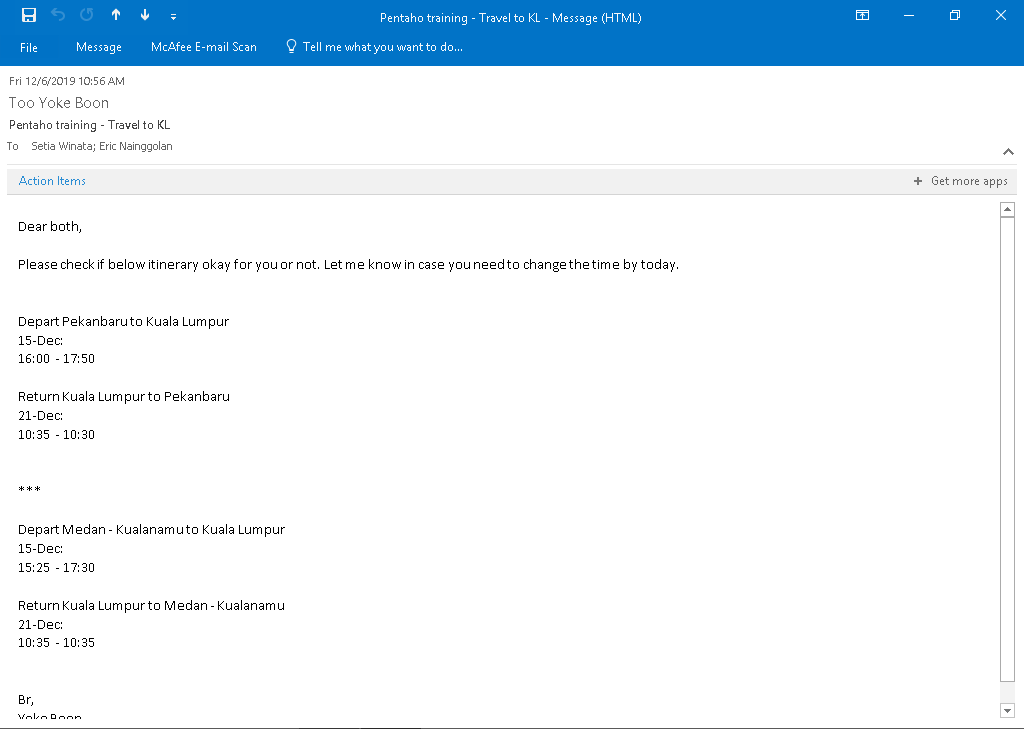 Pentaho training - Travel to KL - Message (HTML)
File Message McAfee E-mail Scan Tell me what you want to do...
Fri 12/6/2019 10:56 AM
Too Yoke Boon
Pentaho training - Travel to KL
To Setia Winata; Eric Nainggolan
Action Items + Get more apps
Dear both,
Please check if below itinerary okay for you or not. Let me know in case you need to change the time by today.
Depart Pekanbaru to Kuala Lumpur
15-Dec:
16:00 - 17:50
Return Kuala Lumpur to Pekanbaru
21-Dec:
10:35 - 10:30
***
Depart Medan - Kualanamu to Kuala Lumpur
15-Dec:
15:25 - 17:30
Return Kuala Lumpur to Medan - Kualanamu
21-Dec:
10:35 - 10:35
Br,
Yoke Boon